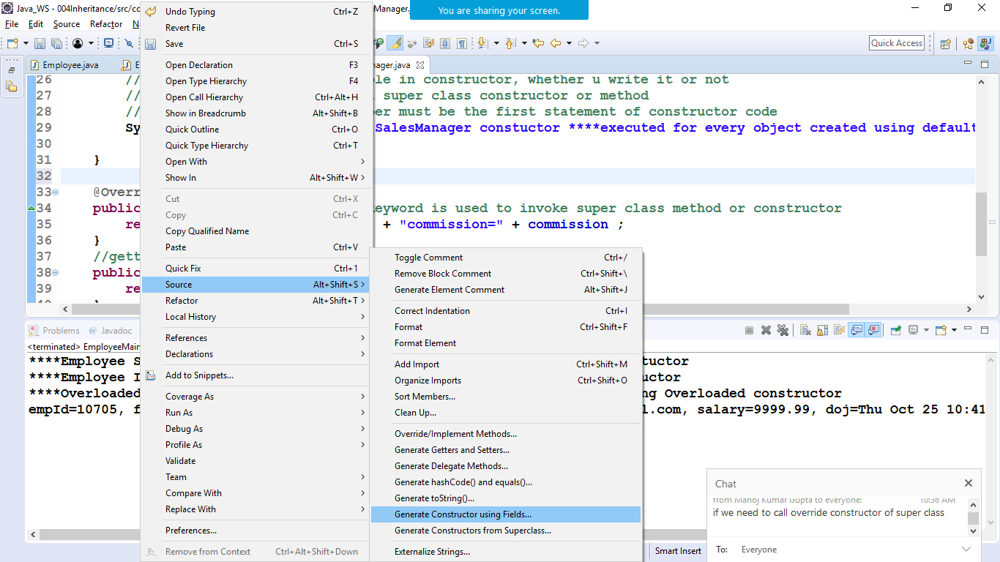 Java_WS - 004Inheritance/src/co
Manager.java
You are sharing your screen.
File Edit Source Refactor N
Quick Access
Employee.java
E
nager.java
26 // le in constructor, whether u write it or not
27 // super class constructor or method
28 // er must be the first statement of constructor code
29 Sy SalesManager constuctor ****executed for every object created using default
30
31 }
32
33 @Overr
34 public eyword is used to invoke super class method or constructor
35 re + "commission=" + commission ;
36 }
37 //gett
38 public
39 re
40 }
Undo Typing Ctrl+Z
Revert File
Save Ctrl+S
Open Declaration F3
Open Type Hierarchy F4
Open Call Hierarchy Ctrl+Alt+H
Show in Breadcrumb Alt+Shift+B
Quick Outline Ctrl+O
Quick Type Hierarchy Ctrl+T
Open With
Show In Alt+Shift+W
Cut Ctrl+X
Copy Ctrl+C
Copy Qualified Name
Paste Ctrl+V
Quick Fix Ctrl+1
Source Alt+Shift+S
Refactor Alt+Shift+T
Local History
References
Declarations
Add to Snippets...
Coverage As
Run As
Debug As
Profile As
Validate
Team
Compare With
Replace With
Preferences...
Remove from Context Ctrl+Alt+Shift+Down
Toggle Comment Ctrl+/
Remove Block Comment Ctrl+Shift+\
Generate Element Comment Alt+Shift+J
Correct Indentation Ctrl+I
Format Ctrl+Shift+F
Format Element
Add Import Ctrl+Shift+M
Organize Imports Ctrl+Shift+O
Sort Members...
Clean Up...
Override/Implement Methods...
Generate Getters and Setters...
Generate Delegate Methods...
Generate hashCode() and equals()...
Generate toString()...
Generate Constructor using Fields...
Generate Constructors from Superclass...
Externalize Strings...
Problems @ Javadoc
<terminated> EmployeeMain
****Employee S uctor
****Employee I uctor
****Overloaded ng Overloaded constructor
empId=10705, f l.com, salary=9999.99, doj=Thu Oct 25 10:41
Chat
from Manoj Kumar Gupta to everyone: 10:36 AM
if we need to call override constructor of super class
To: Everyone
Smart Insert